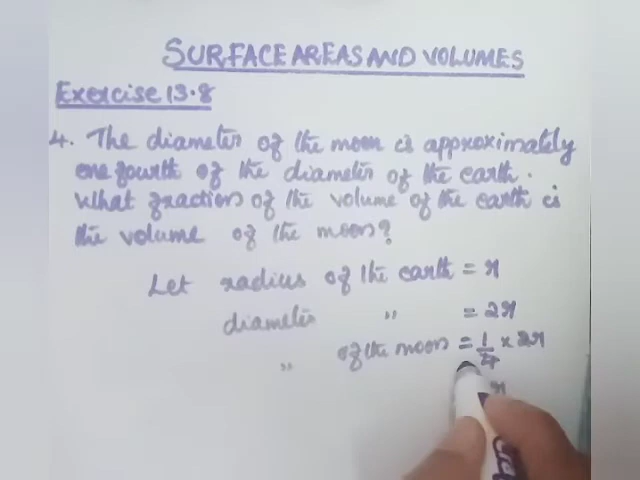 SURFACE AREAS AND VOLUMES
Exercise 13.8
4. The diameter of the moon is approximately
one fourth of the diameter of the earth.
What fraction of the volume of the earth is
the volume of the moon?
Let radius of the earth = r
diameter " = 2r
" of the moon = 1/4 × 2r
r